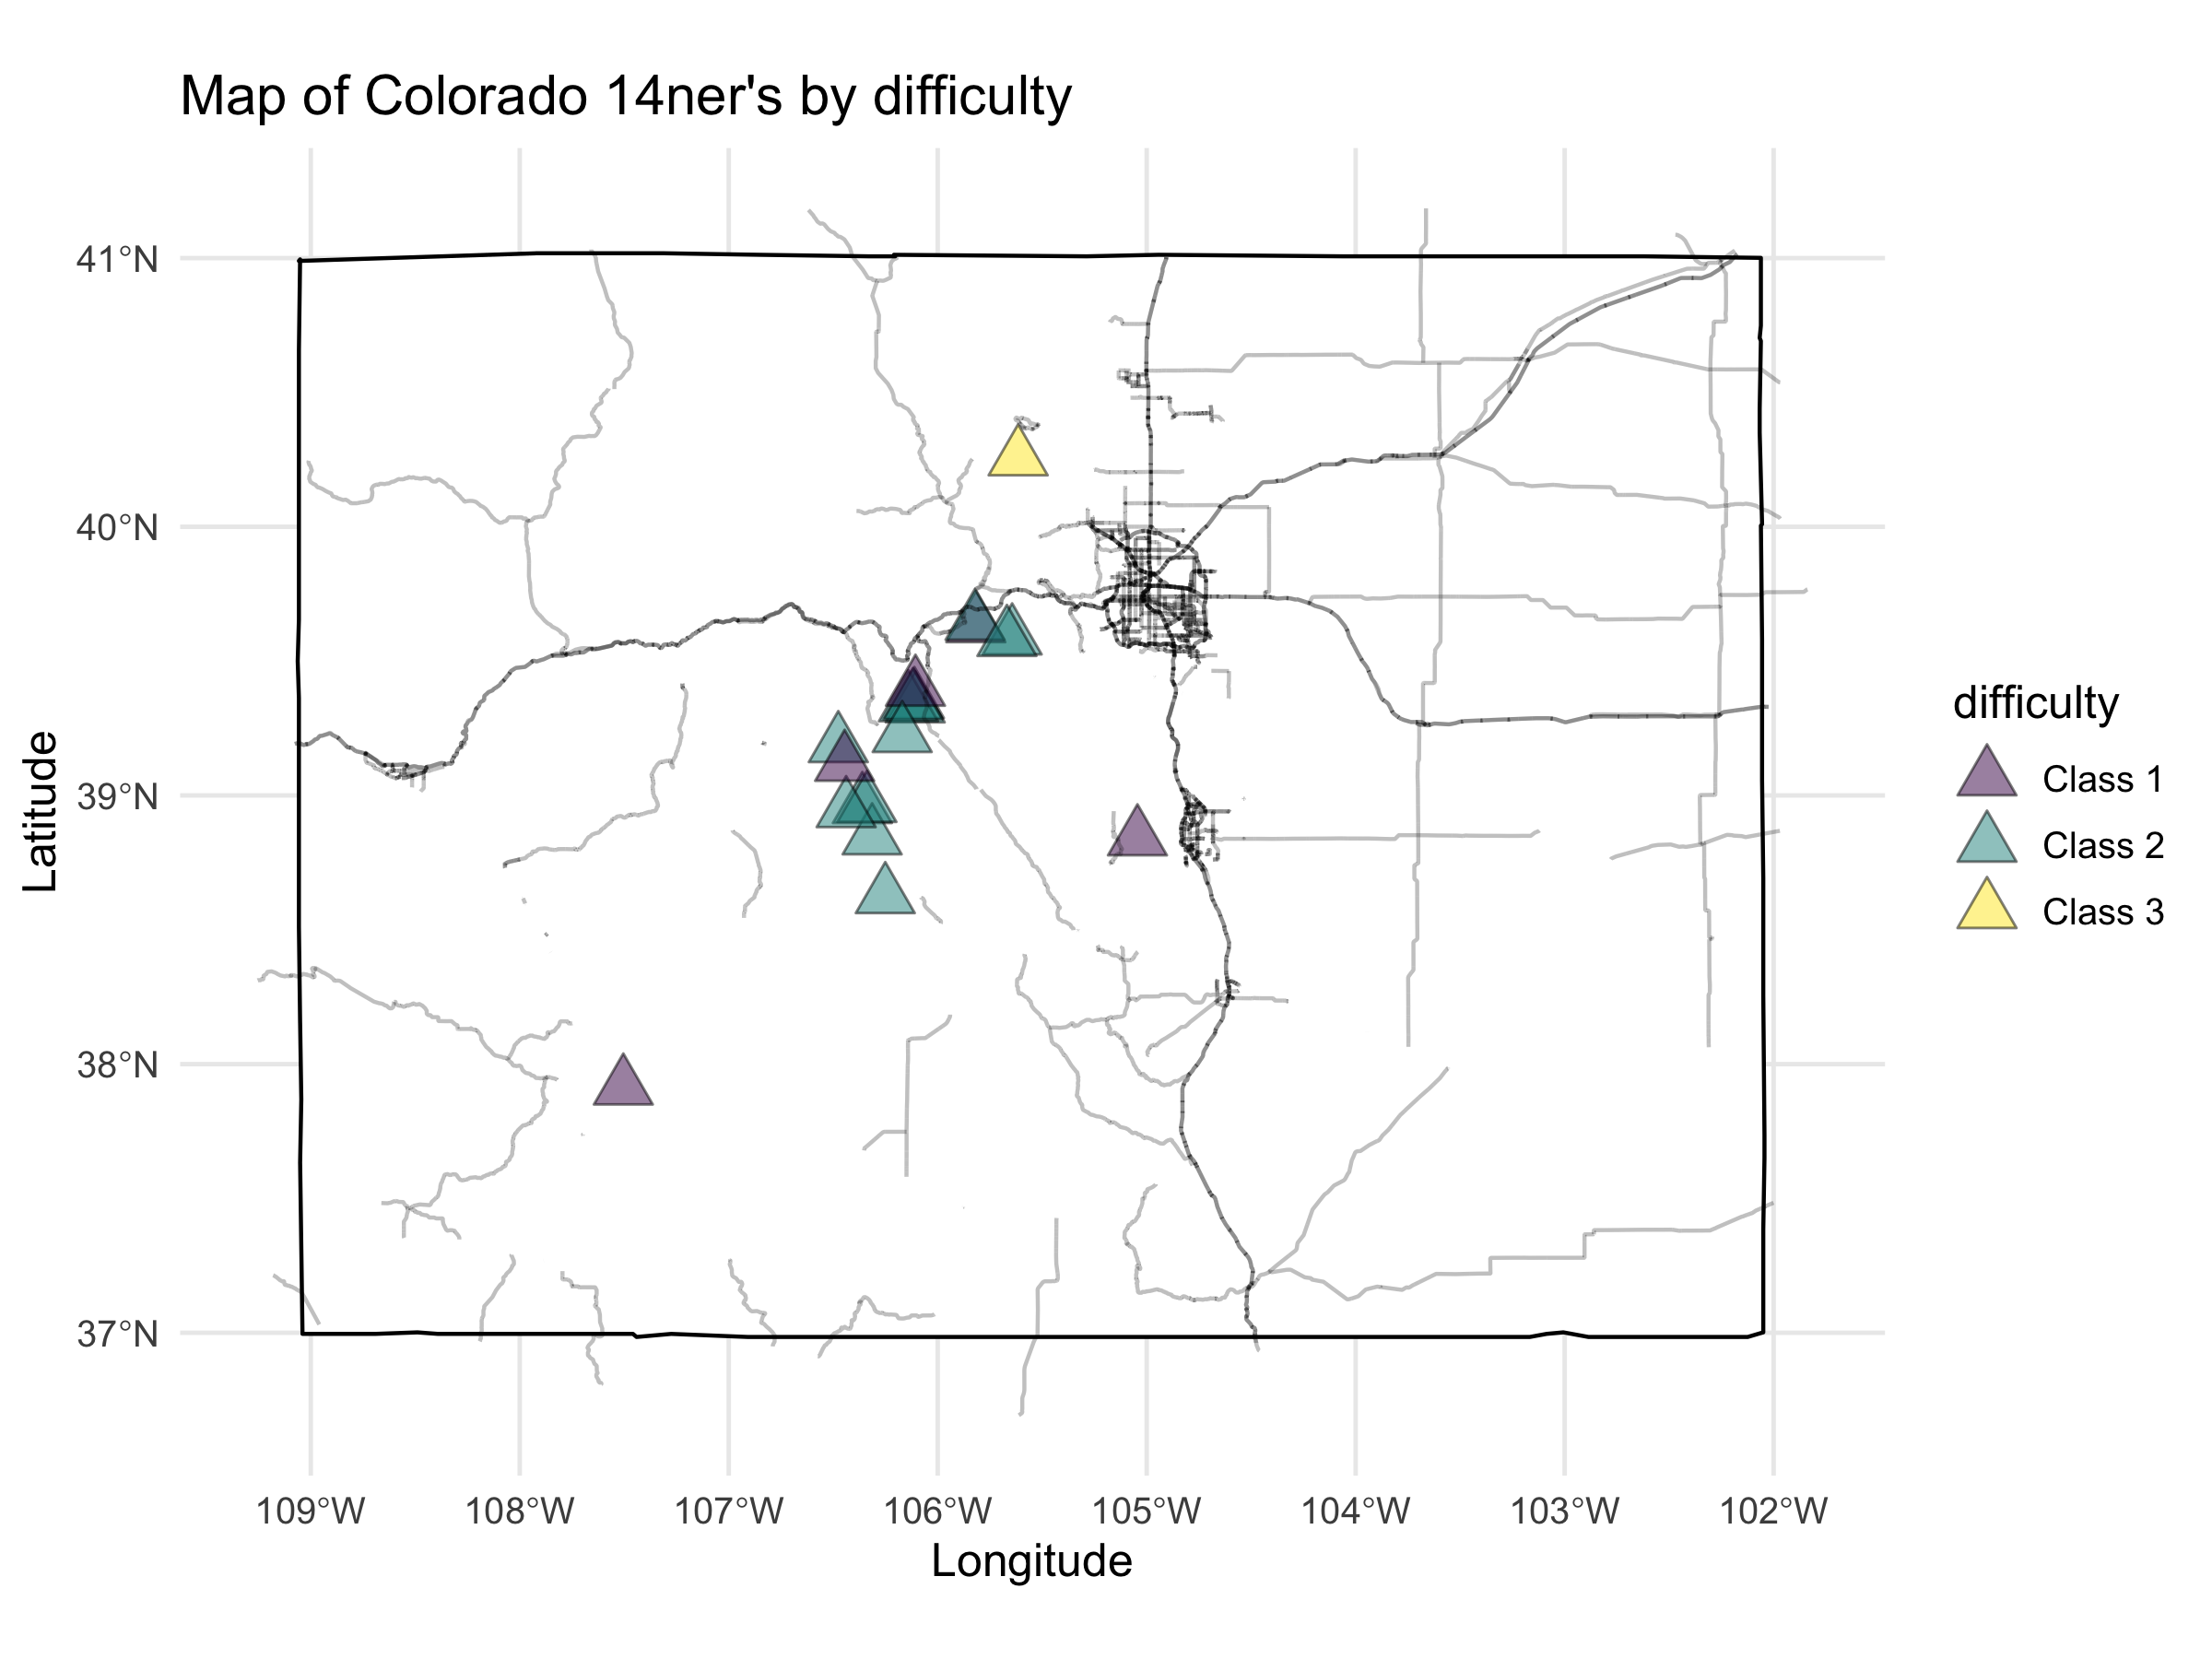 Map of Colorado 14ner's by difficulty
41°N
40°N
39°N
38°N
37°N
Latitude
109°W 108°W 107°W 106°W 105°W 104°W 103°W 102°W
Longitude
difficulty
Class 1
Class 2
Class 3